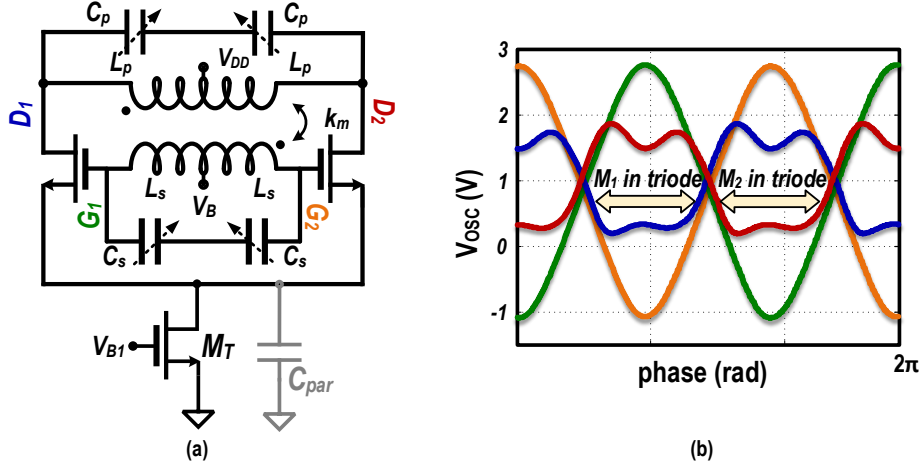 C_p C_p
L_p V_DD L_p
D_1 D_2
k_m
L_s L_s
G_1 V_B G_2
C_s C_s
V_B1 M_T
C_par
(a)
(b)
3
2
1
0
-1
V_OSC (V)
M_1 in triode M_2 in triode
phase (rad) 2π
(b)